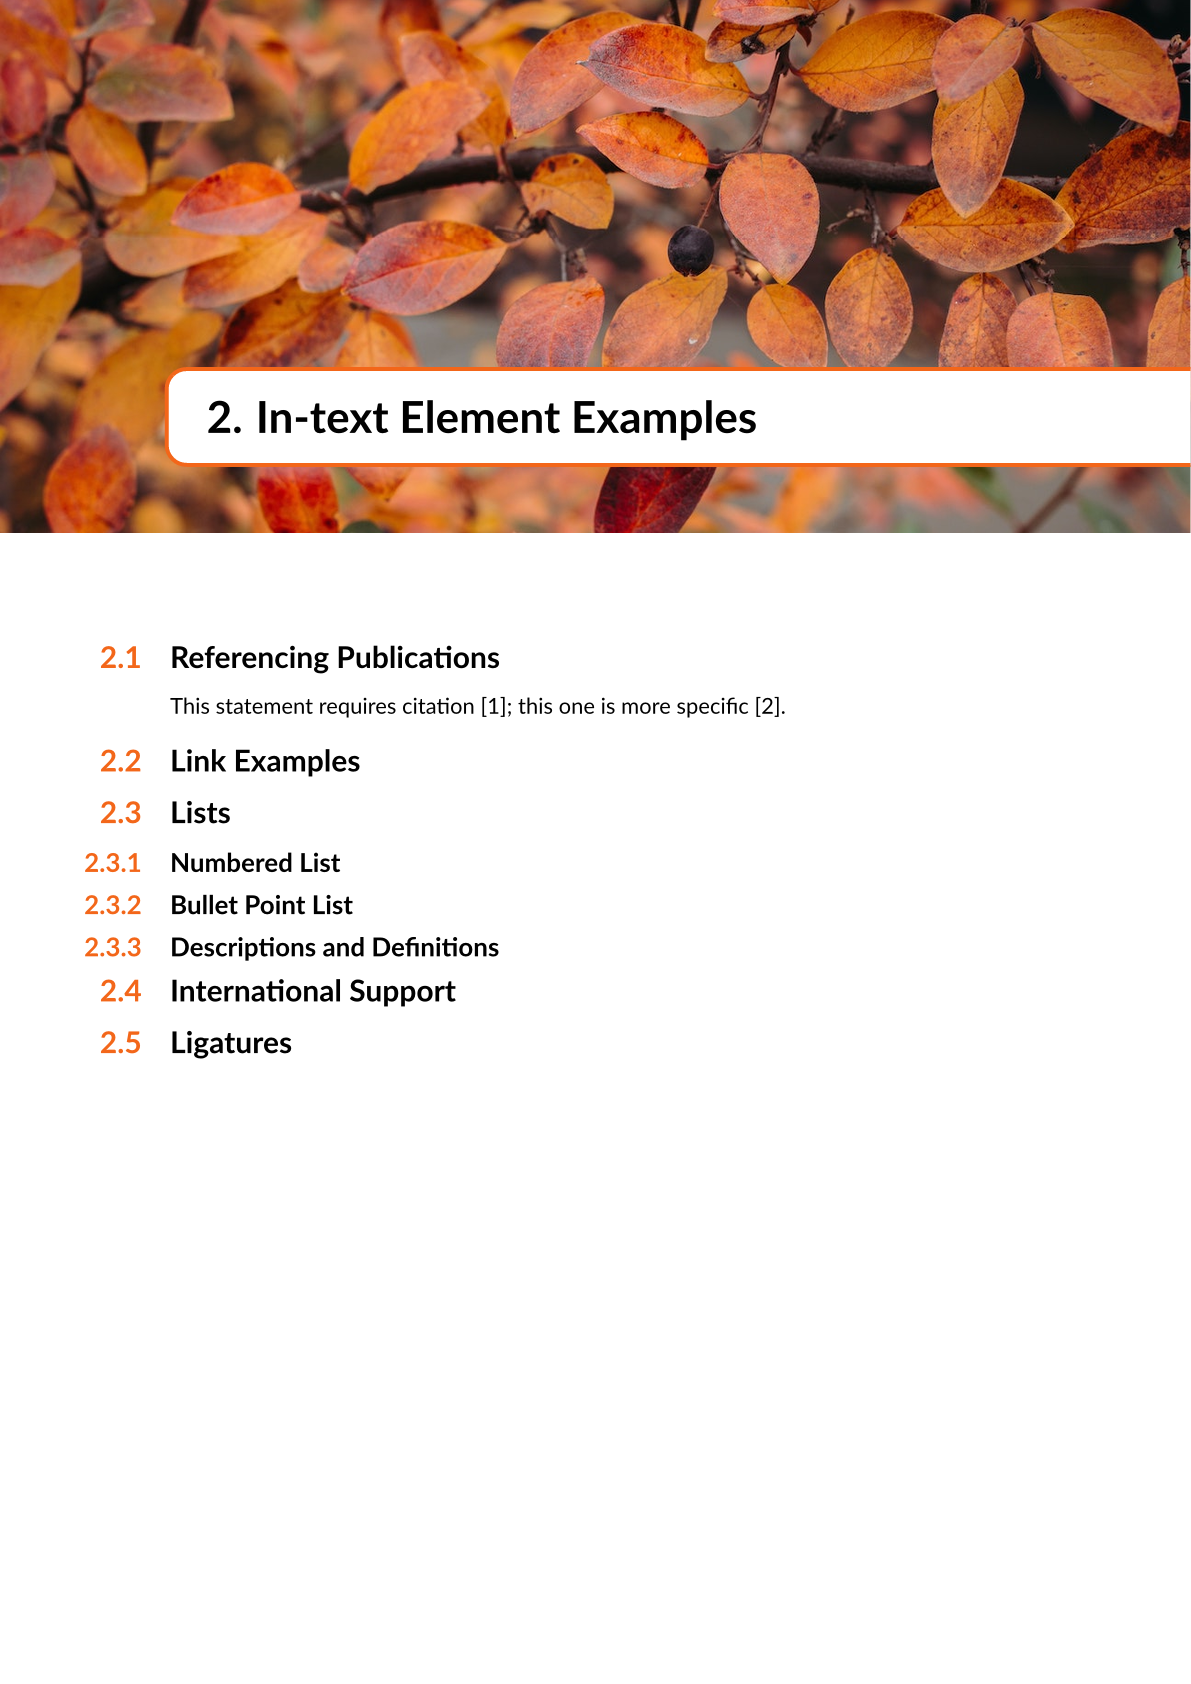 2. In-text Element Examples
2.1 Referencing Publications
This statement requires citation [1]; this one is more specific [2].
2.2 Link Examples
2.3 Lists
2.3.1 Numbered List
2.3.2 Bullet Point List
2.3.3 Descriptions and Definitions
2.4 International Support
2.5 Ligatures